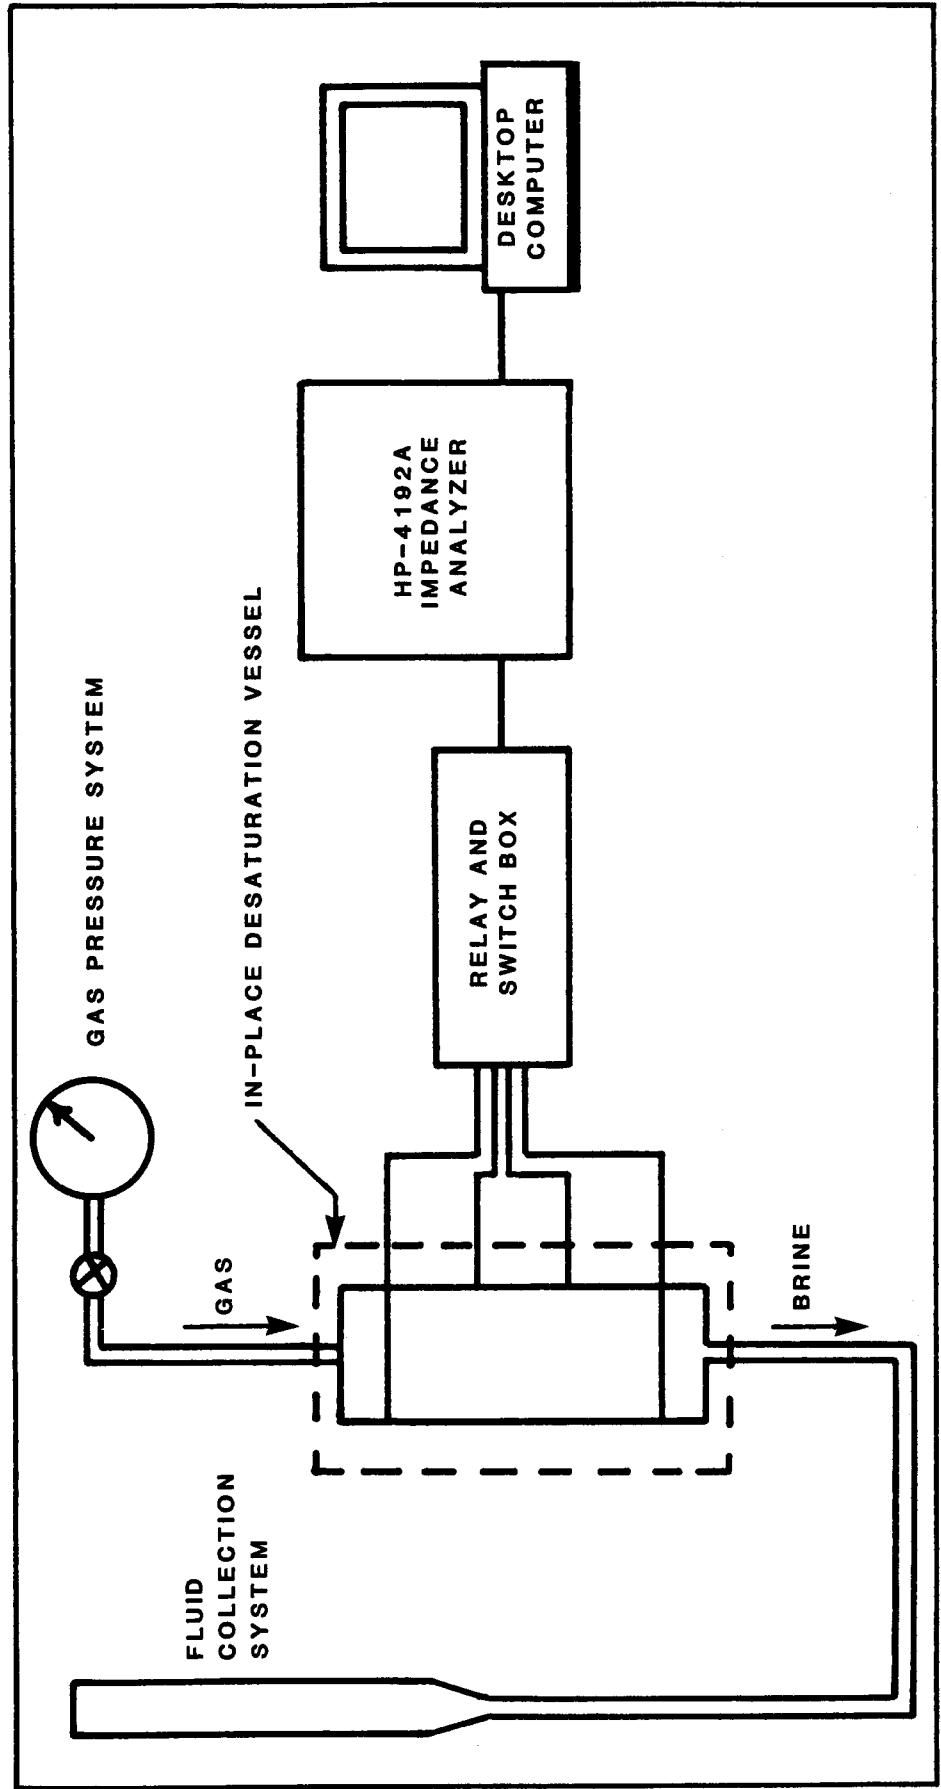 FLUID
COLLECTION
SYSTEM
GAS PRESSURE SYSTEM
GAS
IN-PLACE DESATURATION VESSEL
BRINE
RELAY AND
SWITCH BOX
HP-4192A
IMPEDANCE
ANALYZER
DESKTOP
COMPUTER